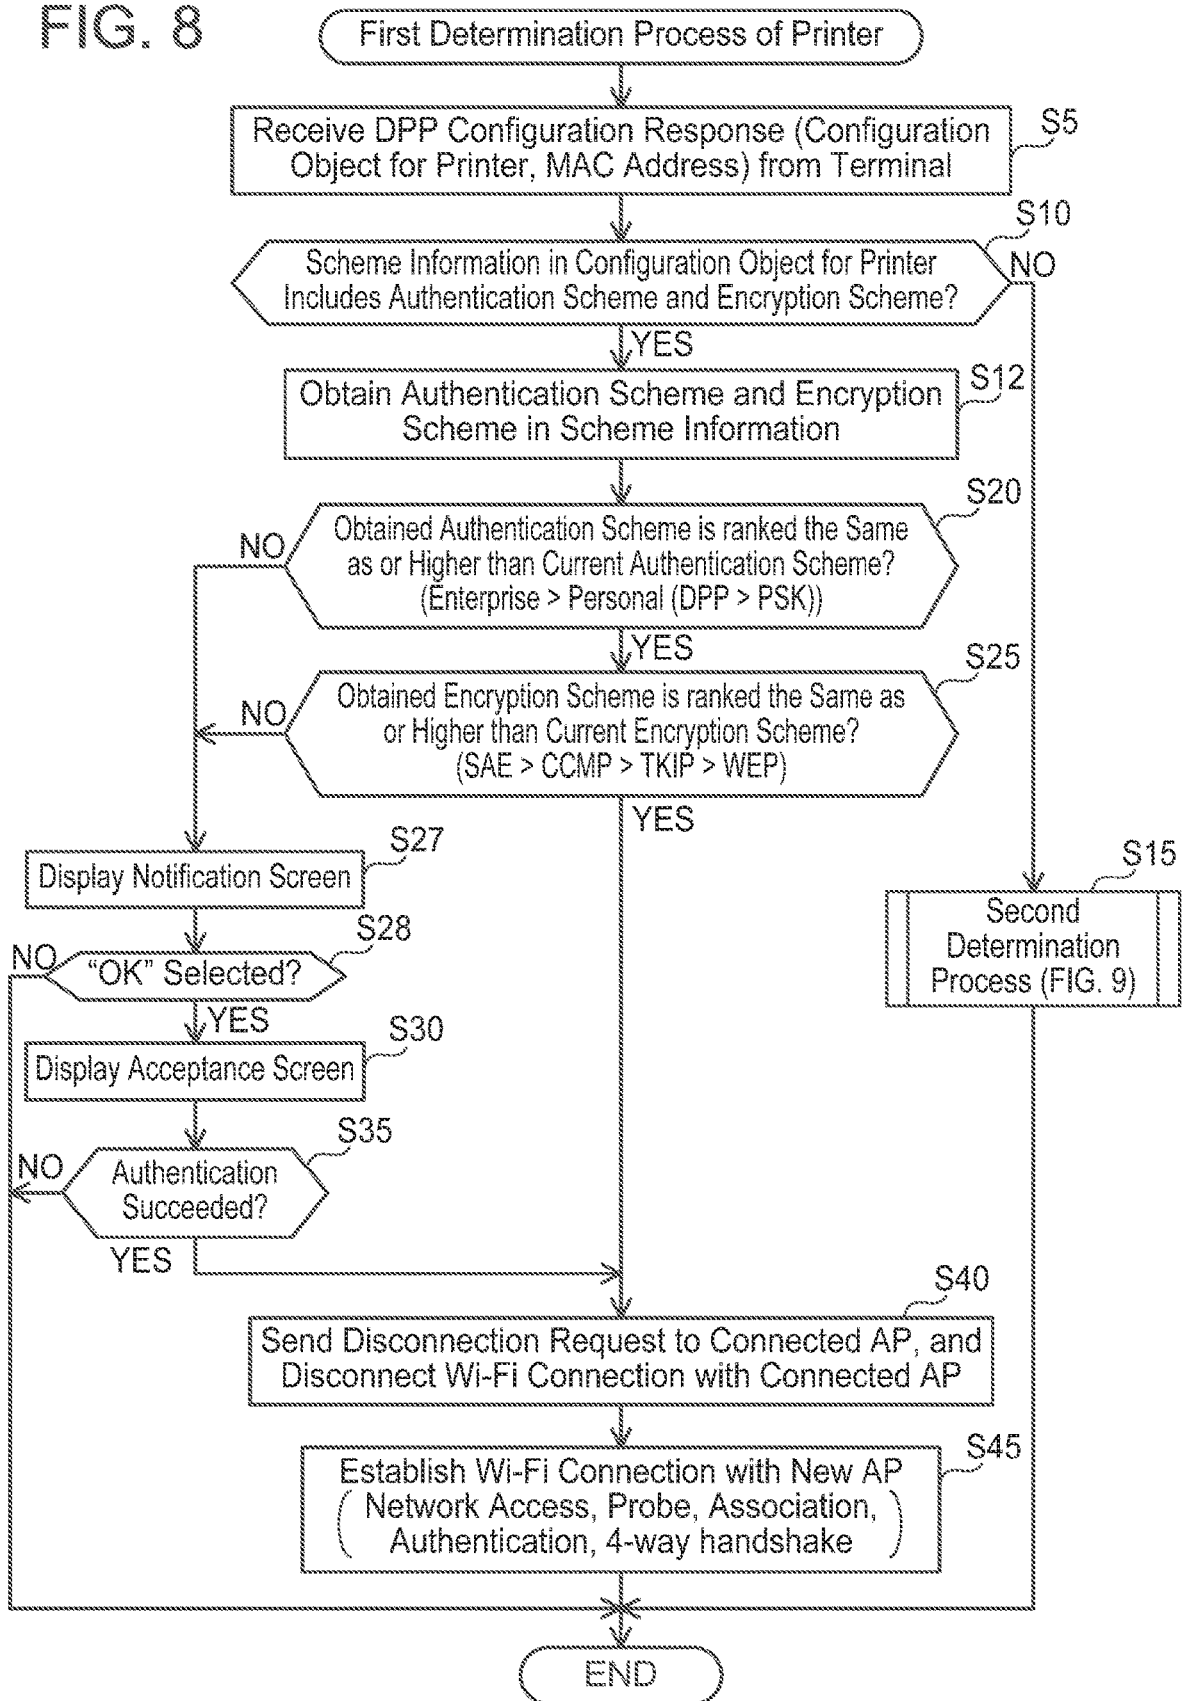 FIG. 8
First Determination Process of Printer
Receive DPP Configuration Response (Configuration
Object for Printer, MAC Address) from Terminal
S5
S10
Scheme Information in Configuration Object for Printer
Includes Authentication Scheme and Encryption Scheme?
NO
YES
S12
Obtain Authentication Scheme and Encryption
Scheme in Scheme Information
S20
Obtained Authentication Scheme is ranked the Same
as or Higher than Current Authentication Scheme?
(Enterprise > Personal (DPP > PSK))
NO
YES
S25
Obtained Encryption Scheme is ranked the Same as
or Higher than Current Encryption Scheme?
(SAE > CCMP > TKIP > WEP)
NO
YES
S27
Display Notification Screen
S15
Second
Determination
Process (FIG. 9)
S28
NO
“OK” Selected?
YES
S30
Display Acceptance Screen
S35
NO
Authentication
Succeeded?
YES
S40
Send Disconnection Request to Connected AP, and
Disconnect Wi-Fi Connection with Connected AP
S45
Establish Wi-Fi Connection with New AP
( Network Access, Probe, Association,
Authentication, 4-way handshake )
END